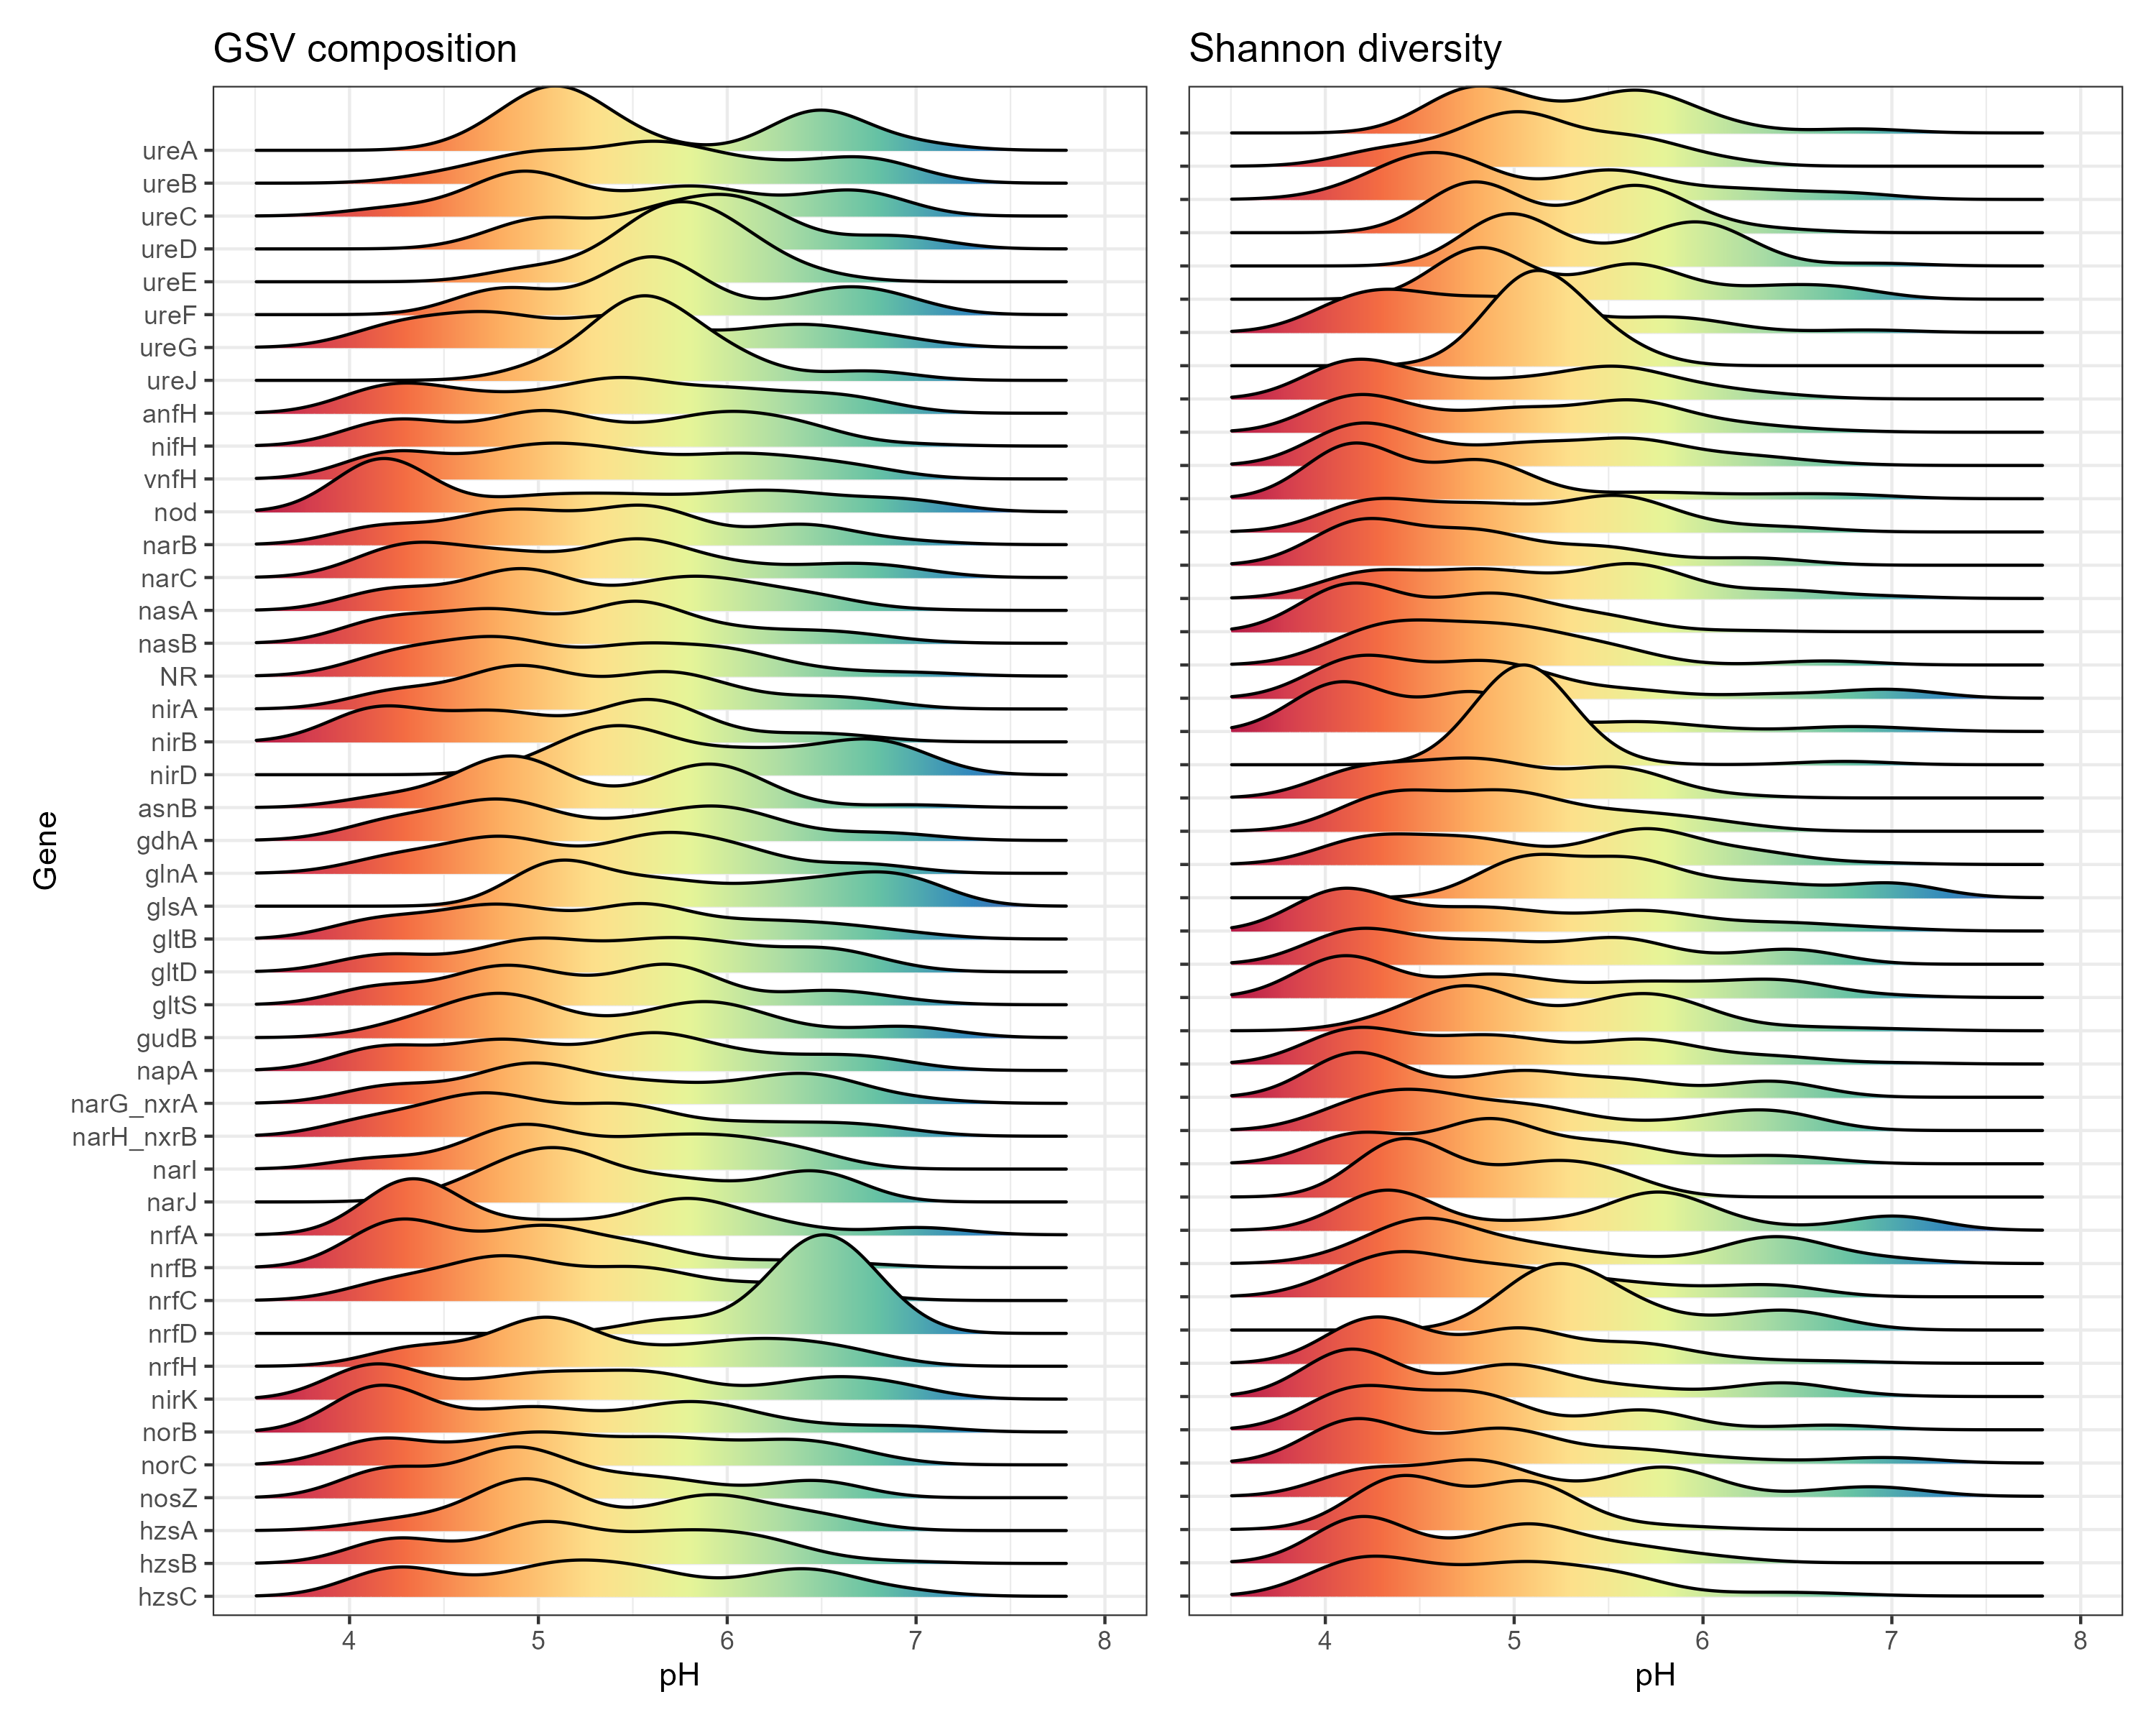 GSV composition
Shannon diversity
Gene
ureA
ureB
ureC
ureD
ureE
ureF
ureG
ureJ
anfH
nifH
vnfH
nod
narB
narC
nasA
nasB
NR
nirA
nirB
nirD
asnB
gdhA
glnA
glsA
gltB
gltD
gltS
gudB
napA
narG_nxrA
narH_nxrB
narI
narJ
nrfA
nrfB
nrfC
nrfD
nrfH
nirK
norB
norC
nosZ
hzsA
hzsB
hzsC
4 5 6 7 8
4 5 6 7 8
pH
pH